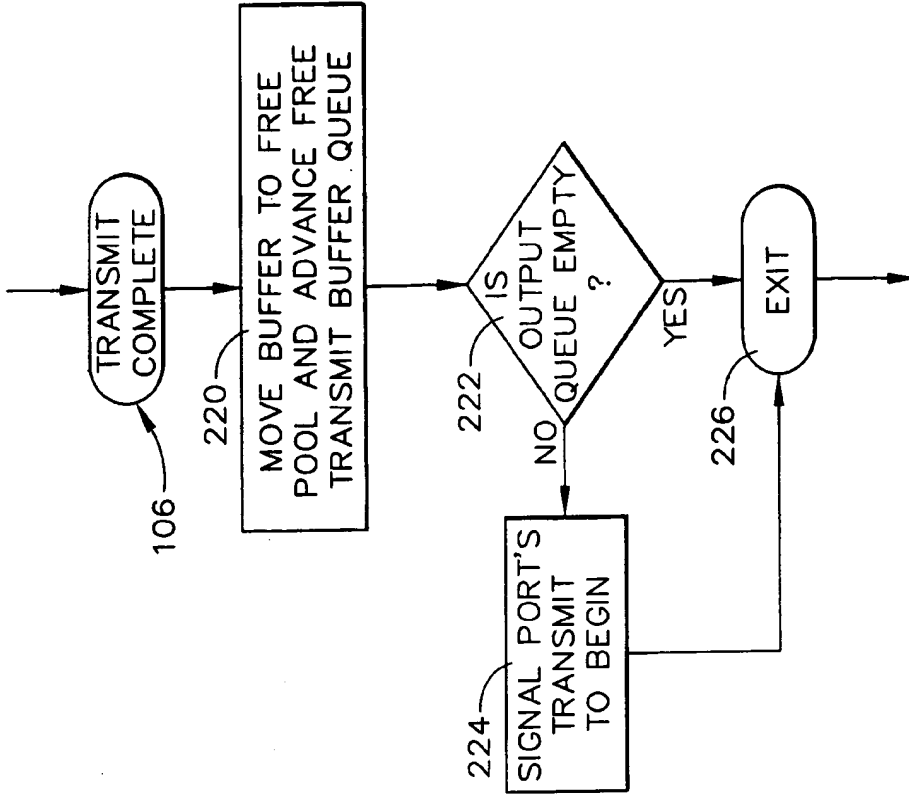 TRANSMIT
COMPLETE
106
220
MOVE BUFFER TO FREE
POOL AND ADVANCE FREE
TRANSMIT BUFFER QUEUE
222
IS
OUTPUT
QUEUE EMPTY
?
NO
YES
224
SIGNAL PORT'S
TRANSMIT
TO BEGIN
226
EXIT